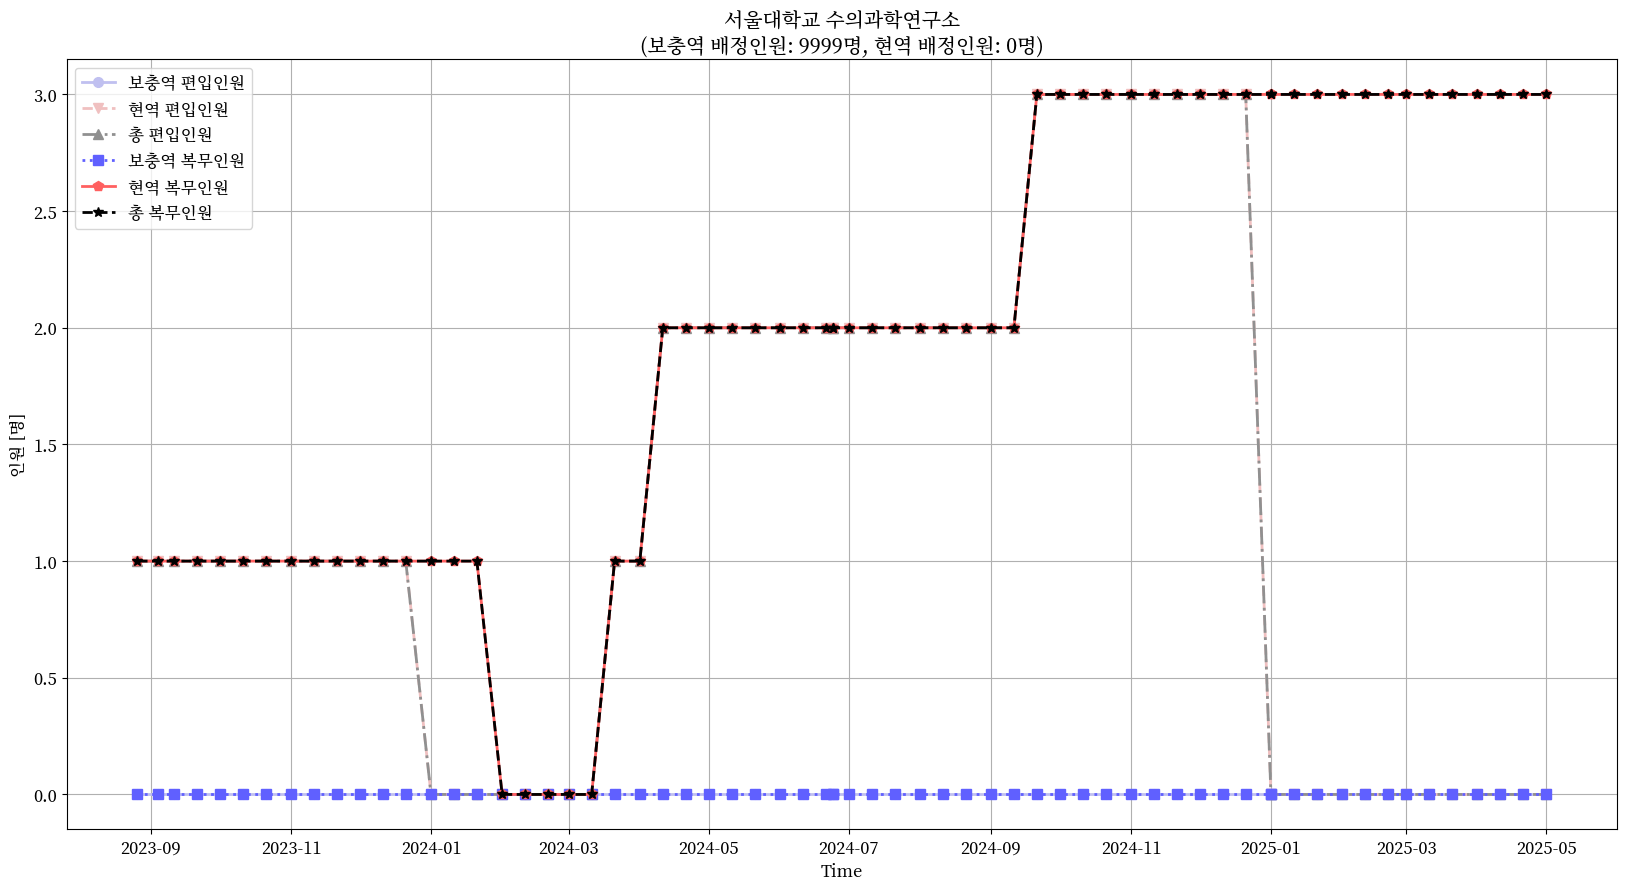 서울대학교 수의과학연구소
(보충역 배정인원: 9999명, 현역 배정인원: 0명)
보충역 편입인원
현역 편입인원
총 편입인원
보충역 복무인원
현역 복무인원
총 복무인원
3.0
2.5
2.0
1.5
1.0
0.5
0.0
인원 [명]
2023-09
2023-11
2024-01
2024-03
2024-05
2024-07
2024-09
2024-11
2025-01
2025-03
2025-05
Time